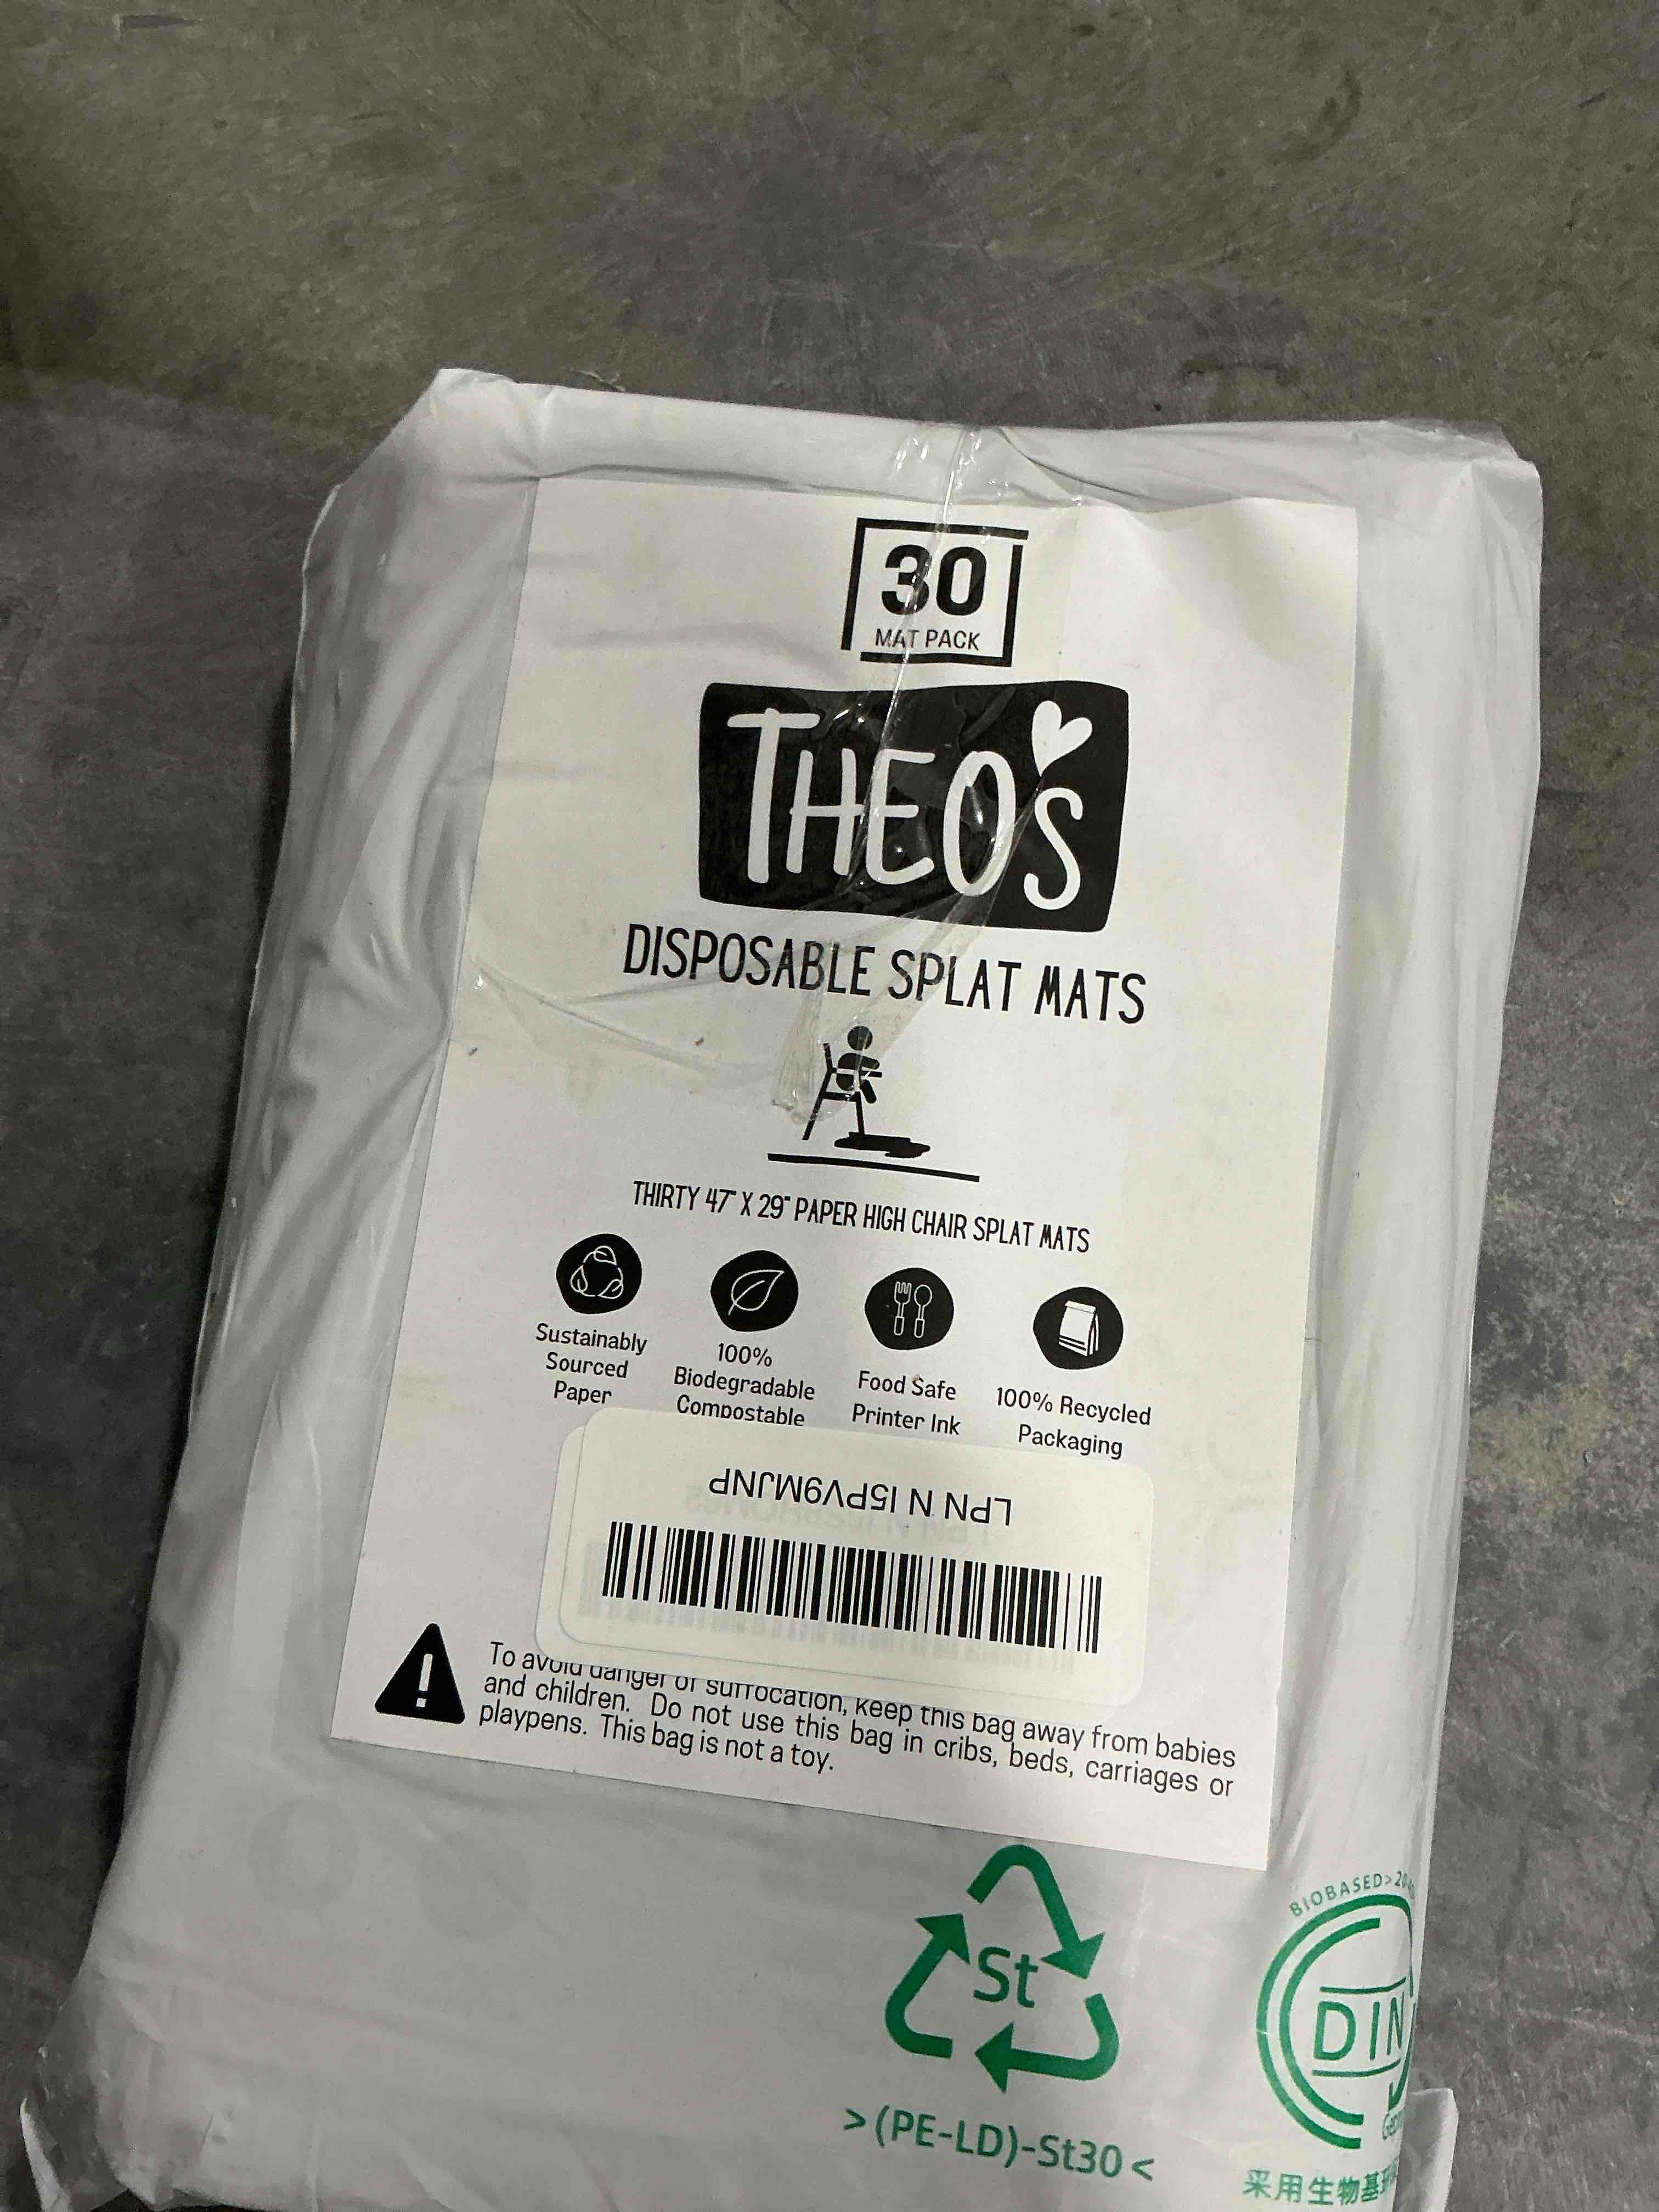 30
MAT PACK
THEO'S
DISPOSABLE SPLAT MATS
THIRTY 47" X 29" PAPER HIGH CHAIR SPLAT MATS
Sustainably
Sourced
Paper
100%
Biodegradable
Compostable
Food Safe
Printer Ink
100% Recycled
Packaging
LPN N I5PV9MJNP
To avoid danger of suffocation, keep this bag away from babies
and children. Do not use this bag in cribs, beds, carriages or
playpens. This bag is not a toy.
St
>(PE-LD)-St30<
BIOBASED>20
DIN
采用生物基